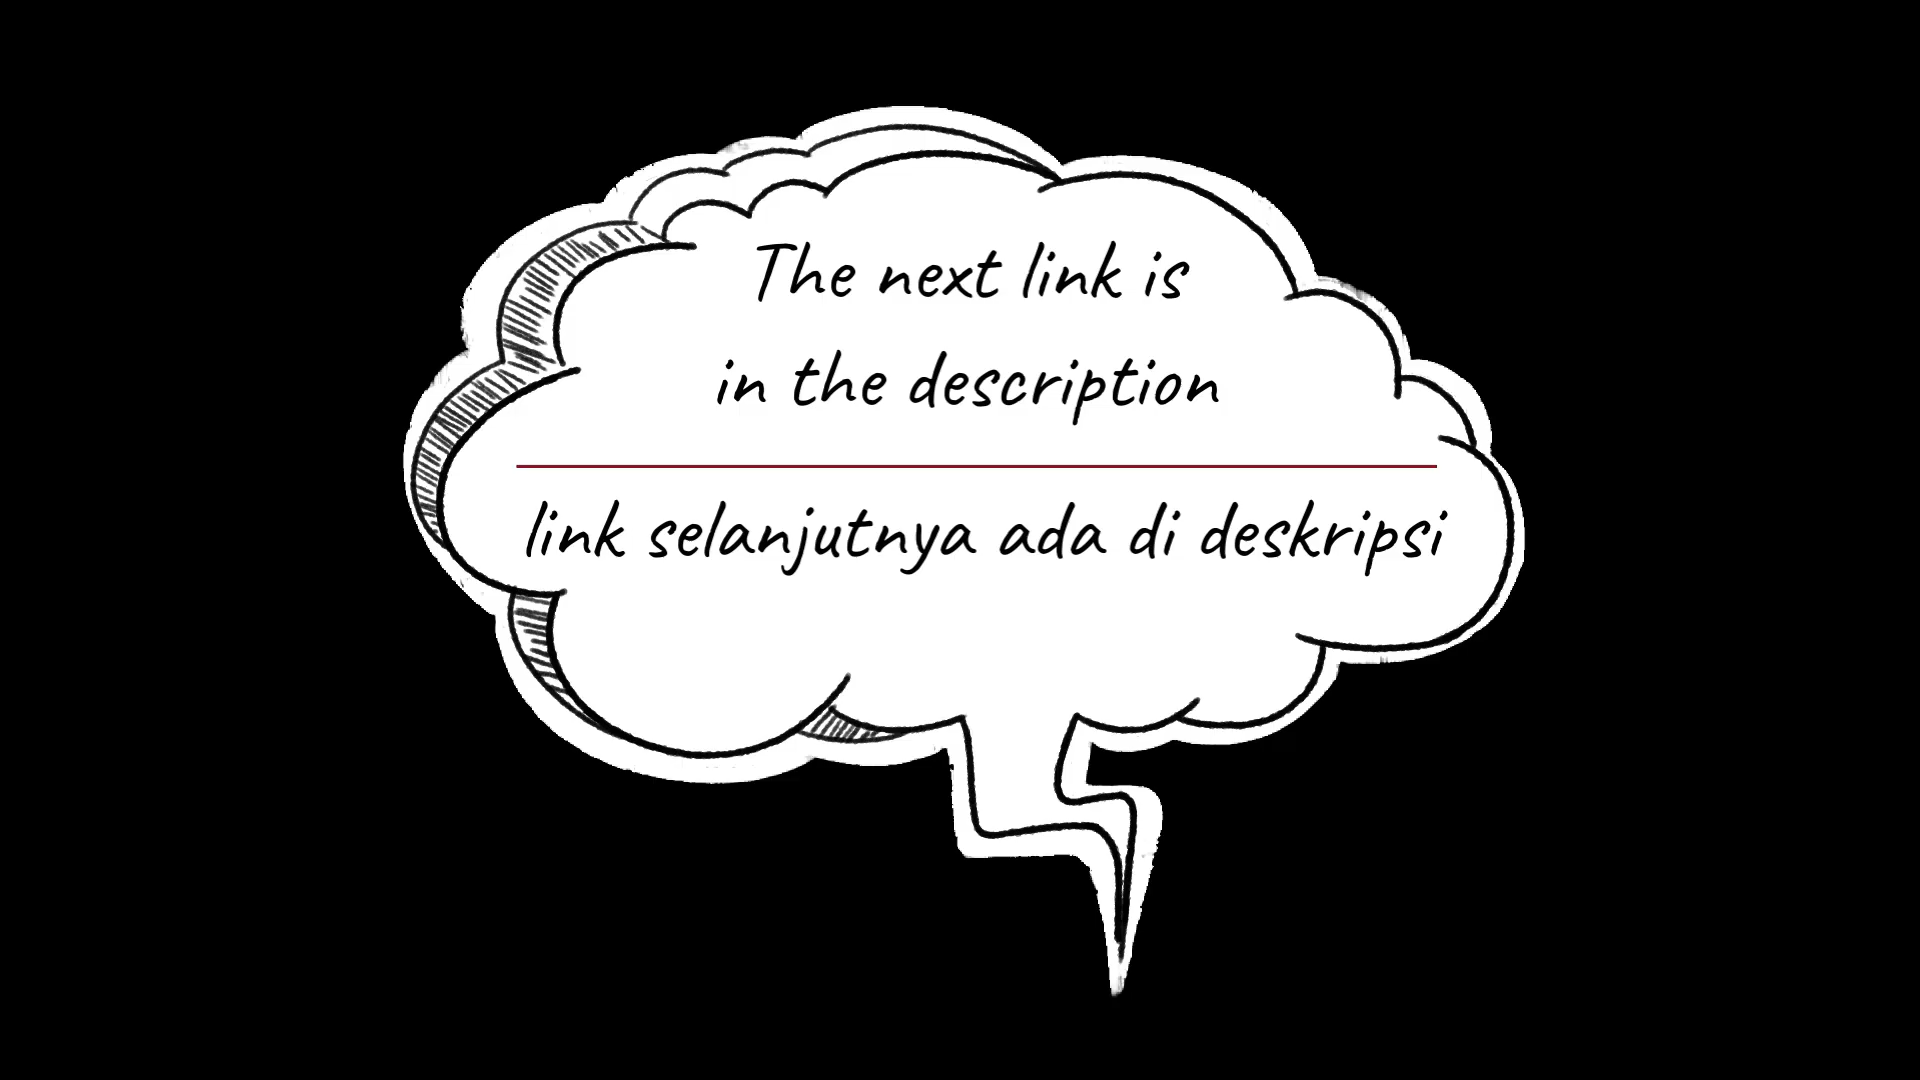 The next link is
in the description
link selanjutnya ada di deskripsi